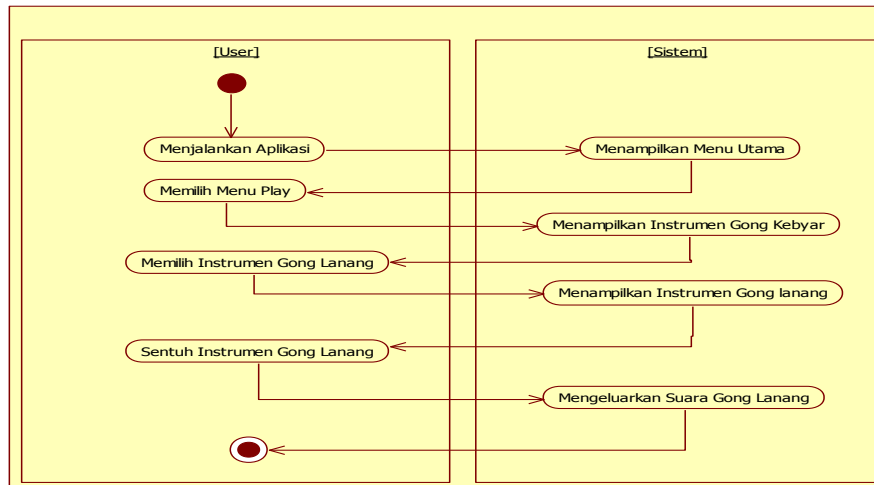 [User]
[Sistem]
Menjalankan Aplikasi
Menampilkan Menu Utama
Memilih Menu Play
Menampilkan Instrumen Gong Kebyar
Memilih Instrumen Gong Lanang
Menampilkan Instrumen Gong lanang
Sentuh Instrumen Gong Lanang
Mengeluarkan Suara Gong Lanang